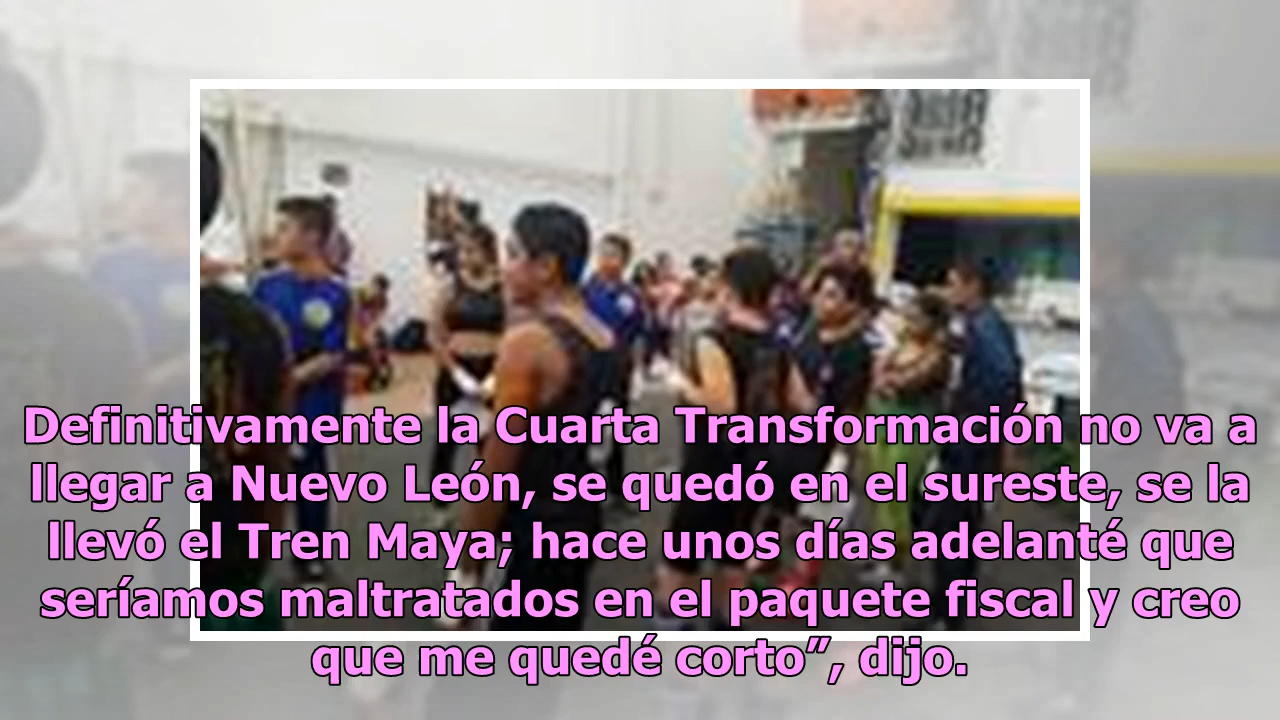 Definitivamente la Cuarta Transformación no va a
llegar a Nuevo León, se quedó en el sureste, se la
llevó el Tren Maya; hace unos días adelanté que
seríamos maltratados en el paquete fiscal y creo
que me quedé corto”, dijo.